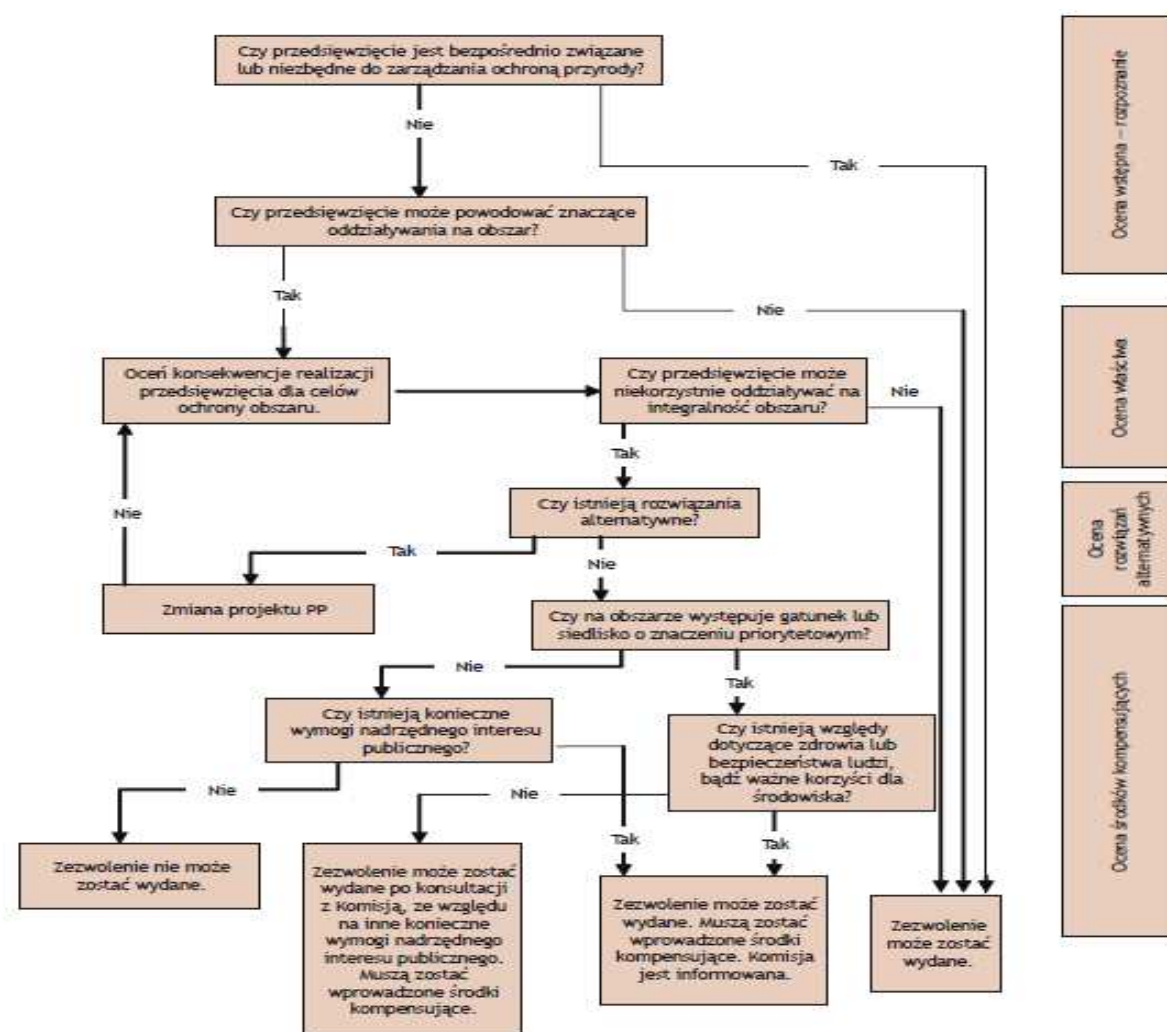 Czy przedsięwzięcie jest bezpośrednio związane
lub niezbędne do zarządzania ochroną przyrody?
Nie
Tak
Czy przedsięwzięcie może powodować znaczące
oddziaływania na obszar?
Tak
Nie
Oceń konsekwencje realizacji
przedsięwzięcia dla celów
ochrony obszaru.
Czy przedsięwzięcie może
niekorzystnie oddziaływać na
integralność obszaru?
Nie
Tak
Czy istnieją rozwiązania
alternatywne?
Nie
Tak
Nie
Zmiana projektu PP
Czy na obszarze występuje gatunek lub
siedlisko o znaczeniu priorytetowym?
Nie
Tak
Czy istnieją konieczne
wymogi nadrzędnego interesu
publicznego?
Czy istnieją względy
dotyczące zdrowia lub
bezpieczeństwa ludzi,
bądź ważne korzyści dla
środowiska?
Nie
Nie
Tak
Tak
Zezwolenie nie może
zostać wydane.
Zezwolenie może zostać
wydane po konsultacji
z Komisją, ze względu
na inne konieczne
wymogi nadrzędnego
interesu publicznego.
Muszą zostać
wprowadzone środki
kompensujące.
Zezwolenie może zostać
wydane. Muszą zostać
wprowadzone środki
kompensujące. Komisja
jest informowana.
Zezwolenie
może zostać
wydane.
Ocena wstępna – rozpoznanie
Ocena właściwa
Ocena
rozwiązań
alternatywnych
Ocena środków kompensujących